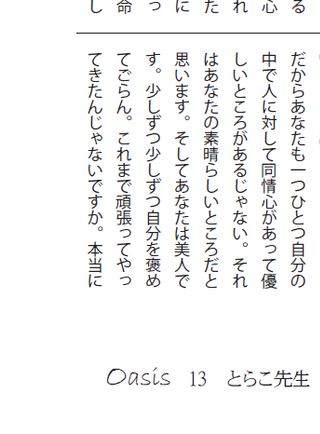 る
心
れ
た
に
っ
命
し
だからあなたも一つひとつ自分の
中で人に対して同情心があって優
しいところがあるじゃない。それ
はあなたの素晴らしいところだと
思います。そしてあなたは美人で
す。少しずつ少しずつ自分を褒め
てごらん。これまで頑張ってやっ
てきたんじゃないですか。本当に
Oasis 13 とらこ先生